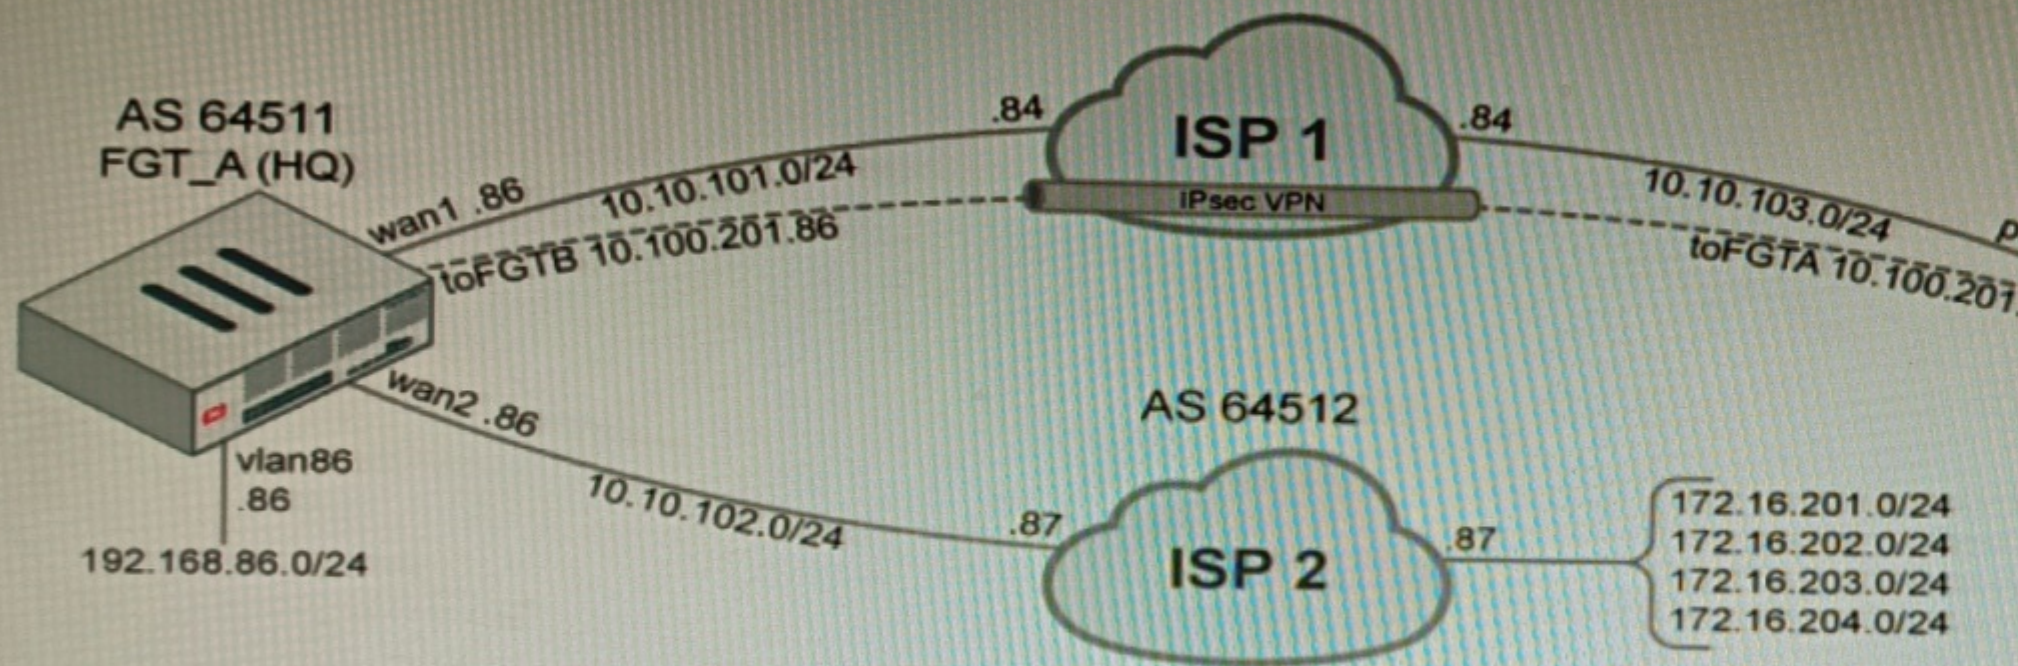 AS 64511
FGT_A (HQ)
wan1 .86
10.10.101.0/24
.84
ISP 1
IPsec VPN
.84
10.10.103.0/24
toFGTB 10.100.201.86
toFGTA 10.100.201.
wan2 .86
10.10.102.0/24
.87
AS 64512
ISP 2
.87
172.16.201.0/24
172.16.202.0/24
172.16.203.0/24
172.16.204.0/24
vlan86
.86
192.168.86.0/24